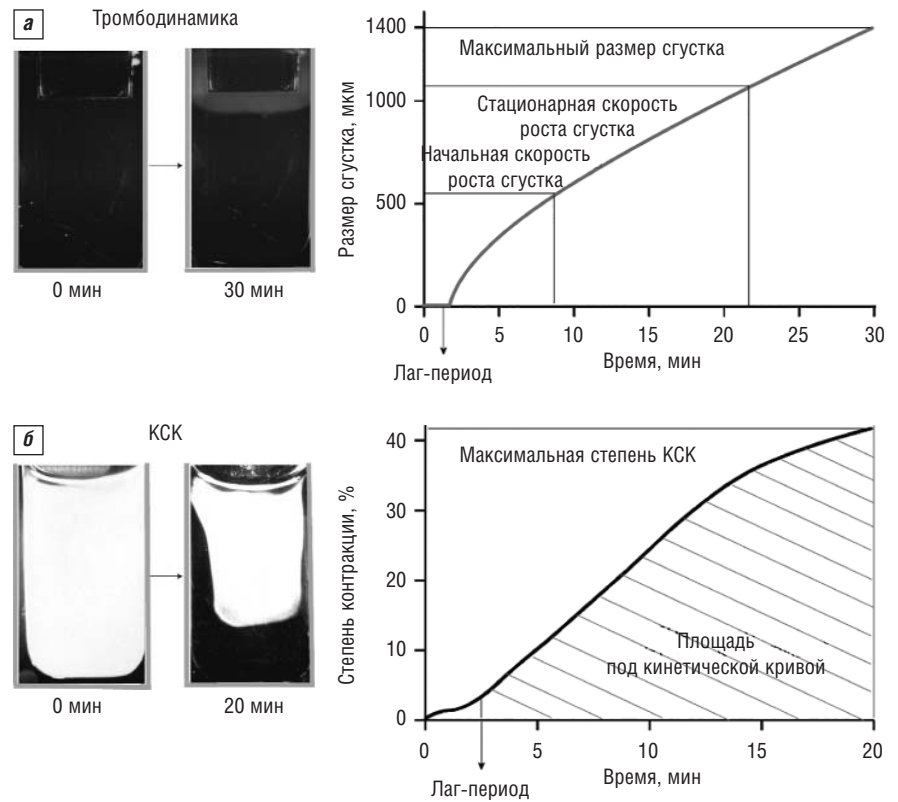 а
Тромбодинамика
0 мин
30 мин
Размер сгустка, мкм
1400
1000
500
0
Максимальный размер сгустка
Стационарная скорость
роста сгустка
Начальная скорость
роста сгустка
0 5 10 15 20 25 30
Время, мин
Лаг-период
б
КСК
0 мин
20 мин
Степень контракции, %
40
30
20
10
0
Максимальная степень КСК
Площадь
под кинетической кривой
0 5 10 15 20
Время, мин
Лаг-период